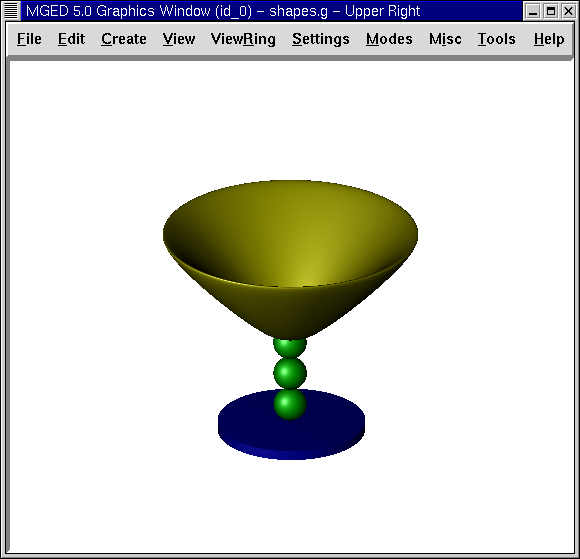 MGED 5.0 Graphics Window (id_0) – shapes.g – Upper Right
File Edit Create View ViewRing Settings Modes Misc Tools Help